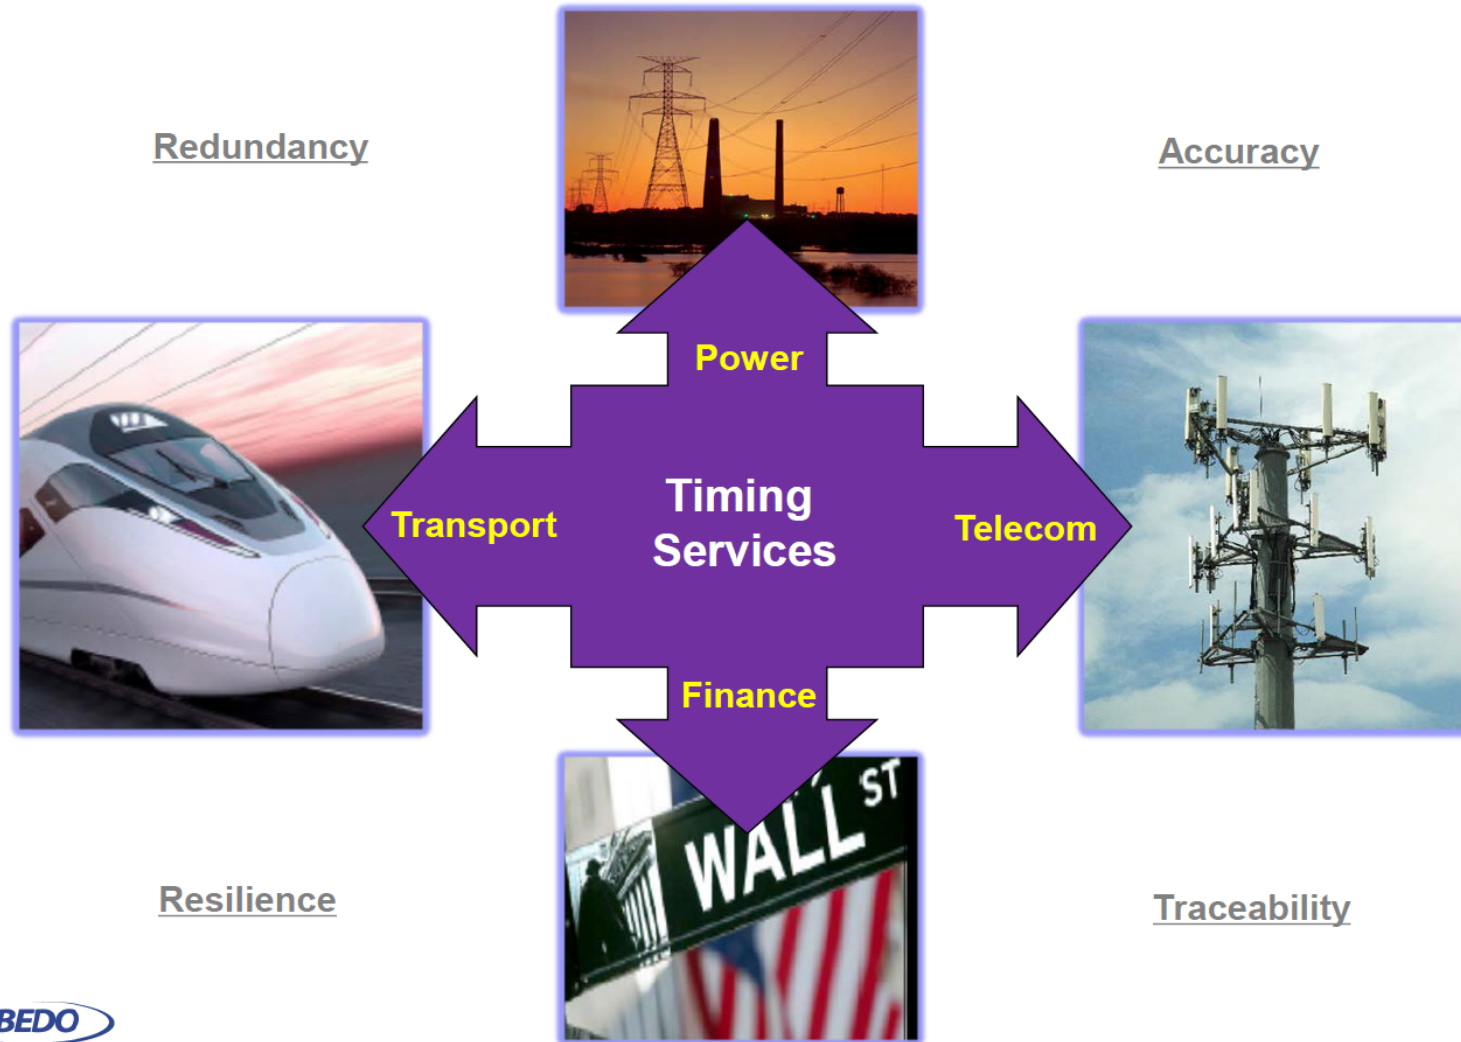 Redundancy
Accuracy
Power
Transport
Timing
Services
Telecom
Finance
WALL ST
Resilience
Traceability
BEDO